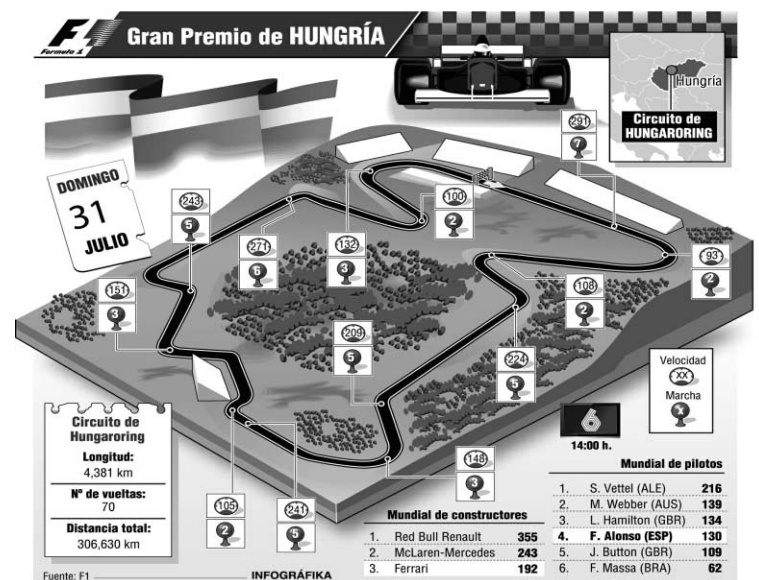 F1
Formula 1
Gran Premio de HUNGRÍA
Hungría
Circuito de
HUNGARORING
DOMINGO
31
JULIO
291
7
243
5
100
2
271
6
132
3
93
2
108
2
151
3
209
5
224
5
Velocidad
XX
Marcha
X
Circuito de
Hungaroring
Longitud:
4,381 km
Nº de vueltas:
70
Distancia total:
306,630 km
105
2
241
5
148
3
6
14:00 h.
Mundial de constructores
1. Red Bull Renault 355
2. McLaren-Mercedes 243
3. Ferrari 192
Mundial de pilotos
1. S. Vettel (ALE) 216
2. M. Webber (AUS) 139
3. L. Hamilton (GBR) 134
4. F. Alonso (ESP) 130
5. J. Button (GBR) 109
6. F. Massa (BRA) 62
Fuente: F1
INFOGRÁFIKA